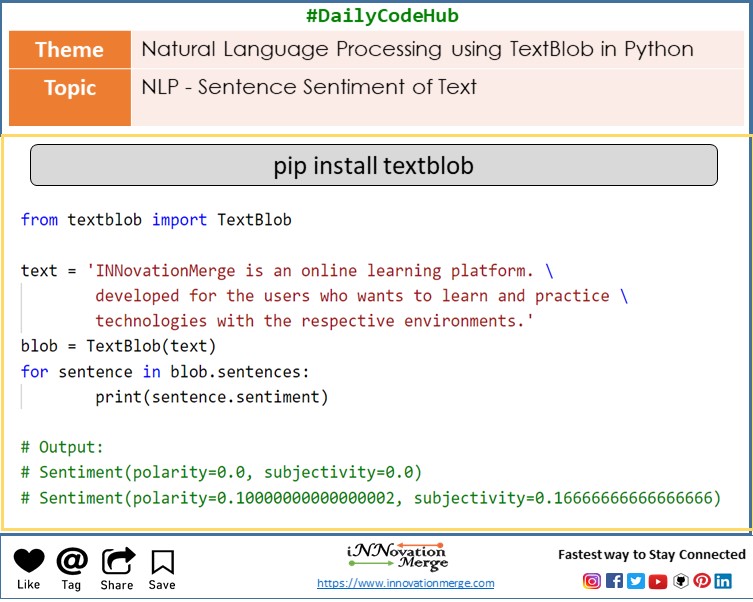 #DailyCodeHub
Theme Natural Language Processing using TextBlob in Python
Topic NLP - Sentence Sentiment of Text
pip install textblob
from textblob import TextBlob
text = 'INNovationMerge is an online learning platform. \
developed for the users who wants to learn and practice \
technologies with the respective environments.'
blob = TextBlob(text)
for sentence in blob.sentences:
print(sentence.sentiment)
# Output:
# Sentiment(polarity=0.0, subjectivity=0.0)
# Sentiment(polarity=0.10000000000000002, subjectivity=0.16666666666666666)
Like Tag Share Save
iNNovation
Merge
https://www.innovationmerge.com
Fastest way to Stay Connected